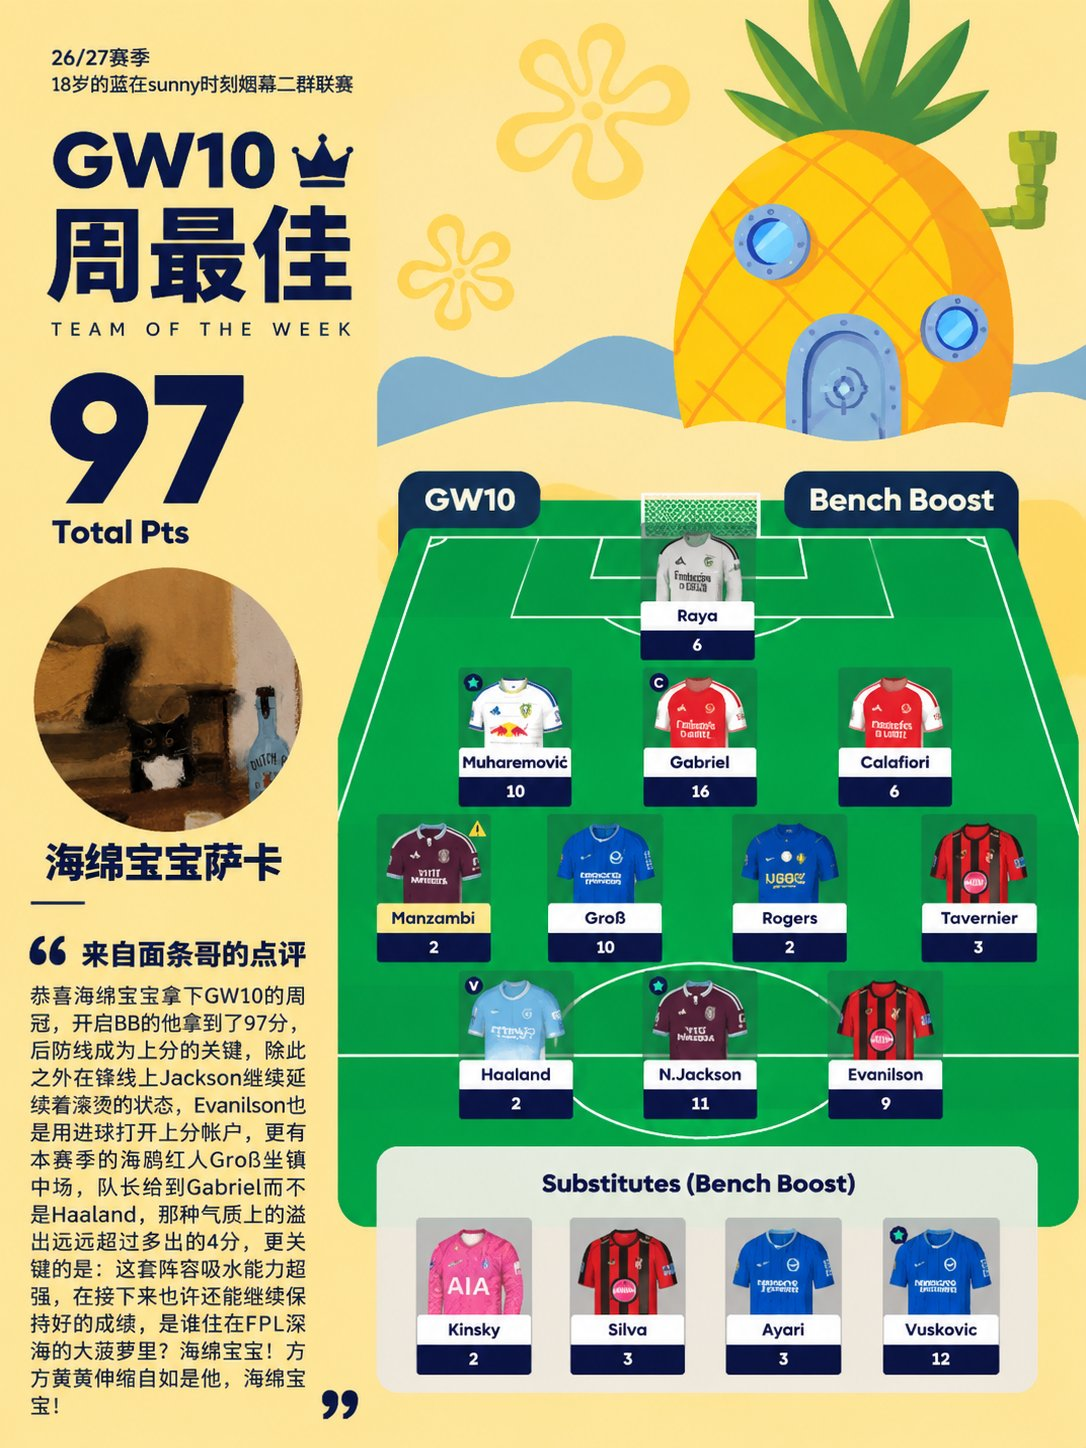 26/27赛季
18岁的蓝在sunny时刻姻幕二群联赛
GW10
周最佳
TEAM OF THE WEEK
97
Total Pts
海绵宝宝萨卡
“ 来自面条哥的点评
恭喜海绵宝宝拿下GW10的周
冠，开启BB的他拿到了97分，
后防线成为上分的关键，除此
之外在锋线上Jackson继续延
续着滚烫的状态，Evanilson也
是用进球打开上分帐户，更有
本赛季的海鸥红人Groß坐镇
中场，队长给到Gabriel而不
是Haaland，那种气质上的溢
出远远超过多出的4分，更关
键的是：这套阵容吸水能力超
强，在接下来也许还能继续保
持好的成绩，是谁住在FPL深
海的大菠萝里？海绵宝宝！方
方黄黄伸缩自如是他，海绵宝
宝！ ”
GW10
Bench Boost
Raya
6
Muharemović
10
C
Gabriel
16
Calafiori
6
Manzambi
2
Groß
10
Rogers
2
Tavernier
3
V
Haaland
2
N.Jackson
11
Evanilson
9
Substitutes (Bench Boost)
AIA
Kinsky
2
Silva
3
Ayari
3
Vuskovic
12